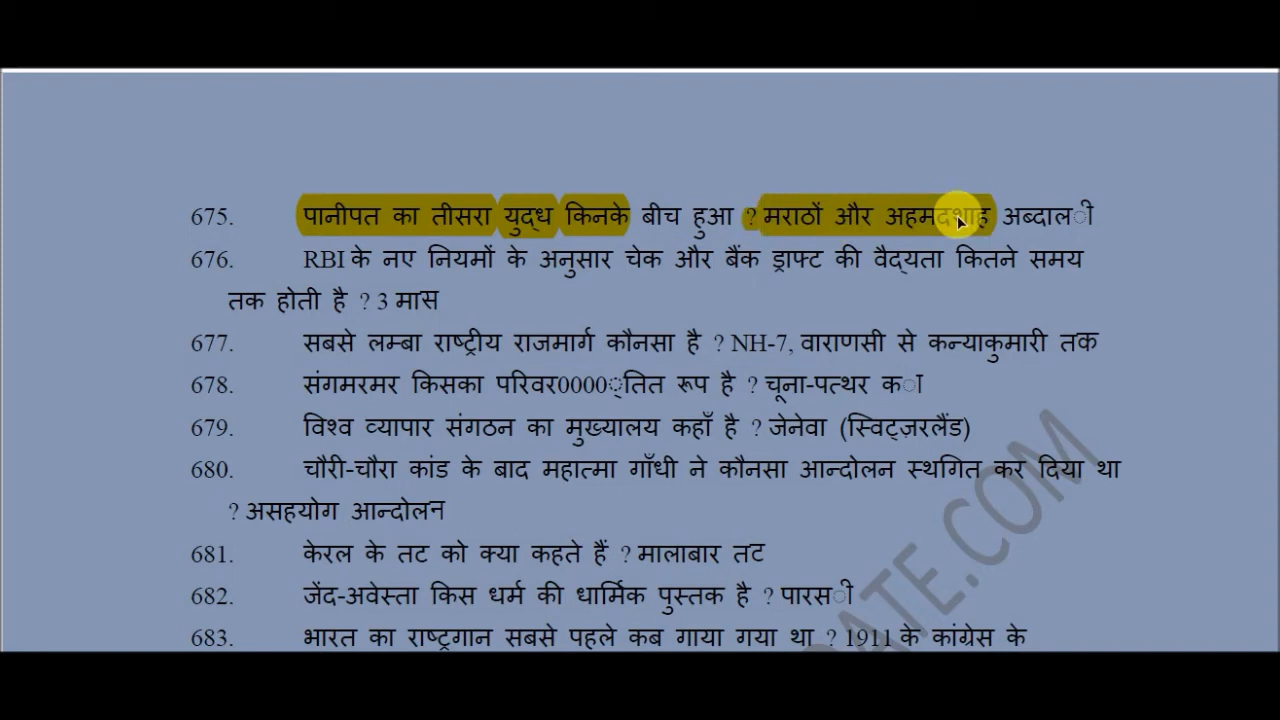 675. पानीपत का तीसरा युद्ध किनके बीच हुआ ? मराठों और अहमदशाह अब्दाली
676. RBI के नए नियमों के अनुसार चेक और बैंक ड्राफ्ट की वैद्यता कितने समय
तक होती है ? 3 मास
677. सबसे लम्बा राष्ट्रीय राजमार्ग कौनसा है ? NH-7, वाराणसी से कन्याकुमारी तक
678. संगमरमर किसका परिवर0000्तित रूप है ? चूना-पत्थर का
679. विश्व व्यापार संगठन का मुख्यालय कहाँ है ? जेनेवा (स्विट्ज़रलैंड)
680. चौरी-चौरा कांड के बाद महात्मा गाँधी ने कौनसा आन्दोलन स्थगित कर दिया था
? असहयोग आन्दोलन
681. केरल के तट को क्या कहते हैं ? मालाबार तट
682. जेंद-अवेस्ता किस धर्म की धार्मिक पुस्तक है ? पारसी
683. भारत का राष्ट्रगान सबसे पहले कब गाया गया था ? 1911 के कांग्रेस के
RATE.COM